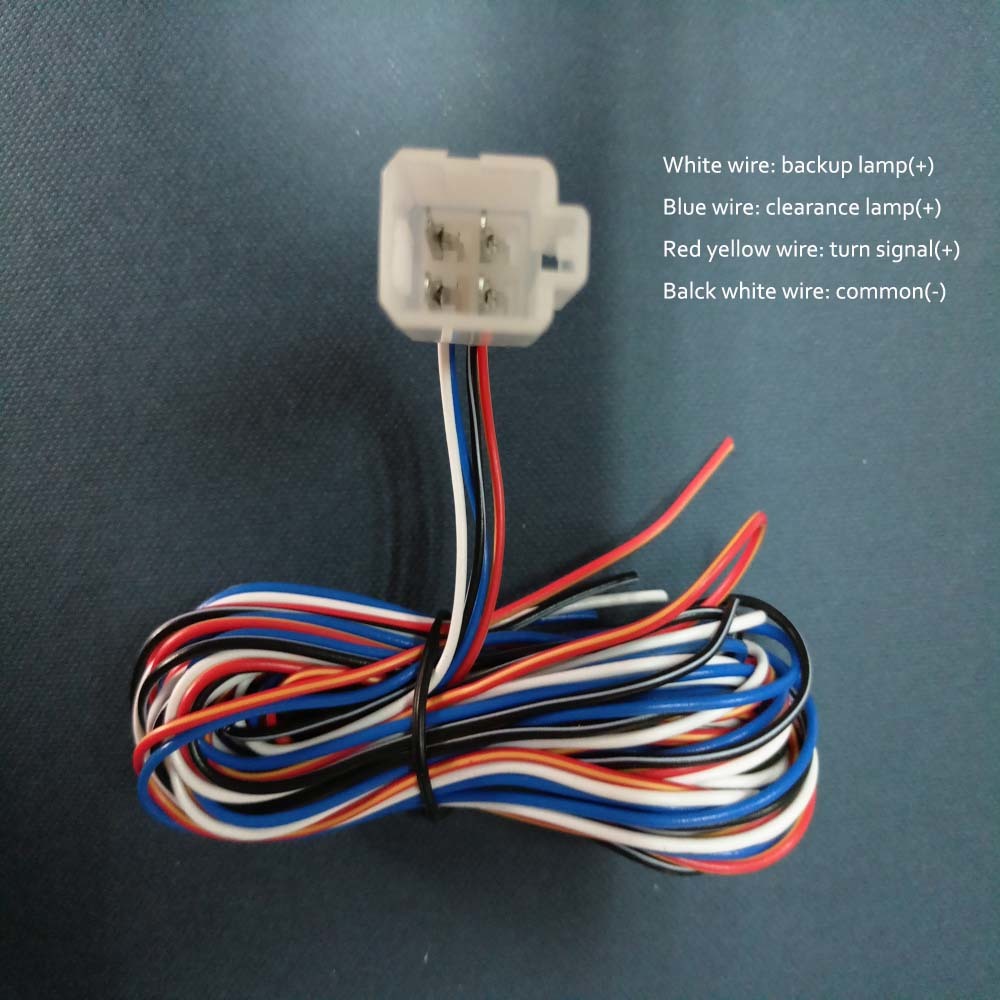 White wire: backup lamp(+)
Blue wire: clearance lamp(+)
Red yellow wire: turn signal(+)
Balck white wire: common(-)